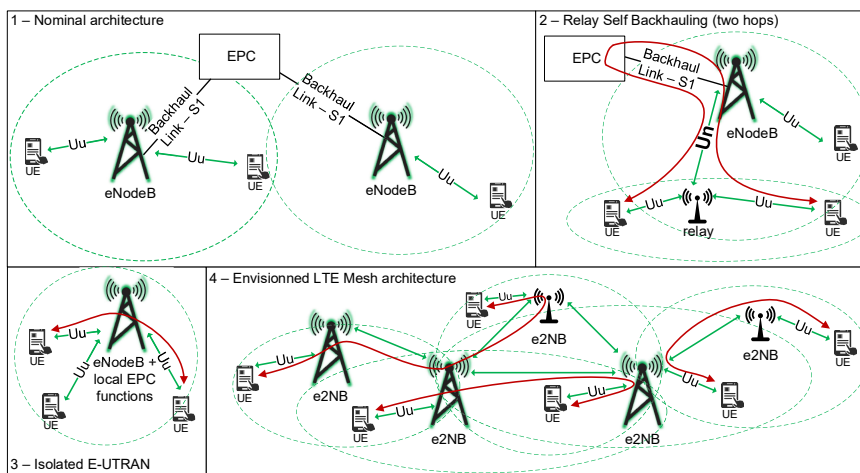 1 – Nominal architecture
EPC
Backhaul
Link – S1
Backhaul
Link – S1
Uu
Uu
UE
eNodeB
UE
eNodeB
Uu
UE
2 – Relay Self Backhauling (two hops)
EPC
Backhaul
Link – S1
eNodeB
Uu
UE
Un
Uu
Uu
UE
relay
UE
Uu
UE
Uu
Uu
UE
UE
eNodeB +
local EPC
functions
3 – Isolated E-UTRAN
4 – Envisionned LTE Mesh architecture
Uu
UE
e2NB
Uu
UE
e2NB
Uu
UE
e2NB
Uu
UE
e2NB
Uu
UE
Uu
UE
e2NB